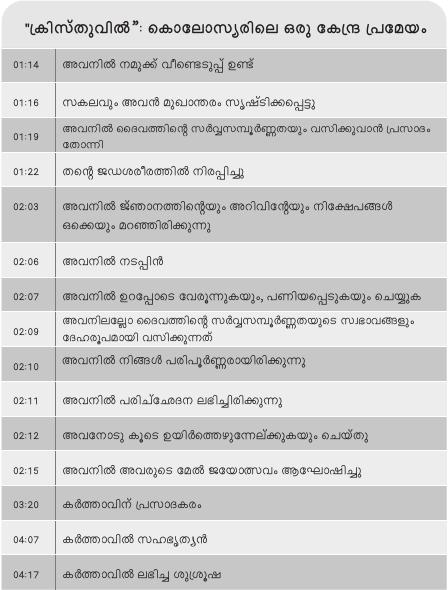 "ക്രിസ്തുവിൽ”: കൊലോസ്യരിലെ ഒരു കേന്ദ്ര പ്രമേയം
01:14 അവനിൽ നമുക്ക് വീണ്ടെടുപ്പ് ഉണ്ട്
01:16 സകലവും അവൻ മുഖാന്തരം സൃഷ്ടിക്കപ്പെട്ടു
01:19 അവനിൽ ദൈവത്തിന്റെ സർവ്വസമ്പൂർണ്ണതയും വസിക്കുവാൻ പ്രസാദം
തോന്നി
01:22 തന്റെ ജഡശരീരത്തിൽ നിരപ്പിച്ചു
02:03 അവനിൽ ജ്ഞാനത്തിന്റെയും അറിവിന്റേയും നിക്ഷേപങ്ങൾ
ഒക്കെയും മറഞ്ഞിരിക്കുന്നു
02:06 അവനിൽ നടപ്പിൻ
02:07 അവനിൽ ഉറപ്പോടെ വേരൂന്നുകയും, പണിയപ്പെടുകയും ചെയ്യുക
02:09 അവനിലല്ലോ ദൈവത്തിന്റെ സർവ്വസമ്പൂർണ്ണതയുടെ സ്വഭാവങ്ങളും
ദേഹരൂപമായി വസിക്കുന്നത്
02:10 അവനിൽ നിങ്ങൾ പരിപൂർണ്ണരായിരിക്കുന്നു
02:11 അവനിൽ പരിച്ഛേദന ലഭിച്ചിരിക്കുന്നു
02:12 അവനോടു കൂടെ ഉയിർത്തെഴുന്നേല്ക്കുകയും ചെയ്തു
02:15 അവനിൽ അവരുടെ മേൽ ജയോത്സവം ആഘോഷിച്ചു
03:20 കർത്താവിന് പ്രസാദകരം
04:07 കർത്താവിൽ സഹഭൃത്യൻ
04:17 കർത്താവിൽ ലഭിച്ച ശുശ്രൂഷ